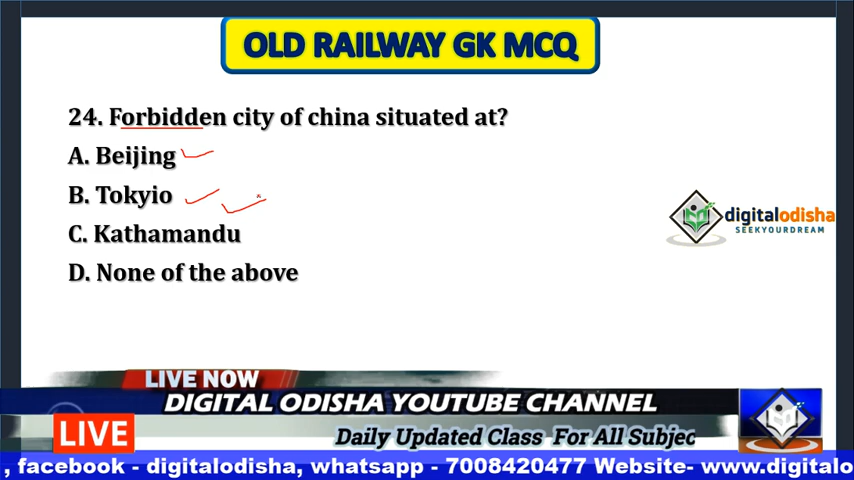 OLD RAILWAY GK MCQ
24. Forbidden city of china situated at?
A. Beijing
B. Tokyio
C. Kathamandu
D. None of the above
digitalodisha
SEEKYOURDREAM
LIVE NOW
DIGITAL ODISHA YOUTUBE CHANNEL
LIVE
Daily Updated Class For All Subjec
, facebook - digitalodisha, whatsapp - 7008420477 Website- www.digitalo